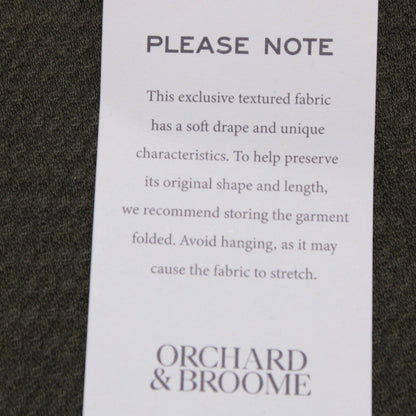 PLEASE NOTE
This exclusive textured fabric
has a soft drape and unique
characteristics. To help preserve
its original shape and length,
we recommend storing the garment
folded. Avoid hanging, as it may
cause the fabric to stretch.
ORCHARD
& BROOME